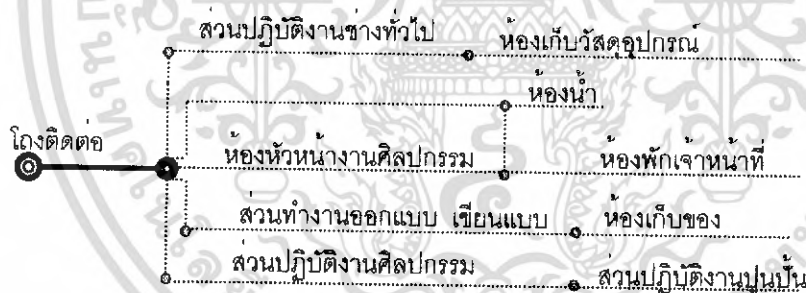 ส่วนปฏิบัติงานช่างทั่วไป ห้องเก็บวัสดุอุปกรณ์
ห้องน้ำ
โถงติดต่อ ห้องหัวหน้างานศิลปกรรม ห้องพักเจ้าหน้าที่
ส่วนทำงานออกแบบ เขียนแบบ ห้องเก็บของ
ส่วนปฏิบัติงานศิลปกรรม ส่วนปฏิบัติงานปูนปั้น